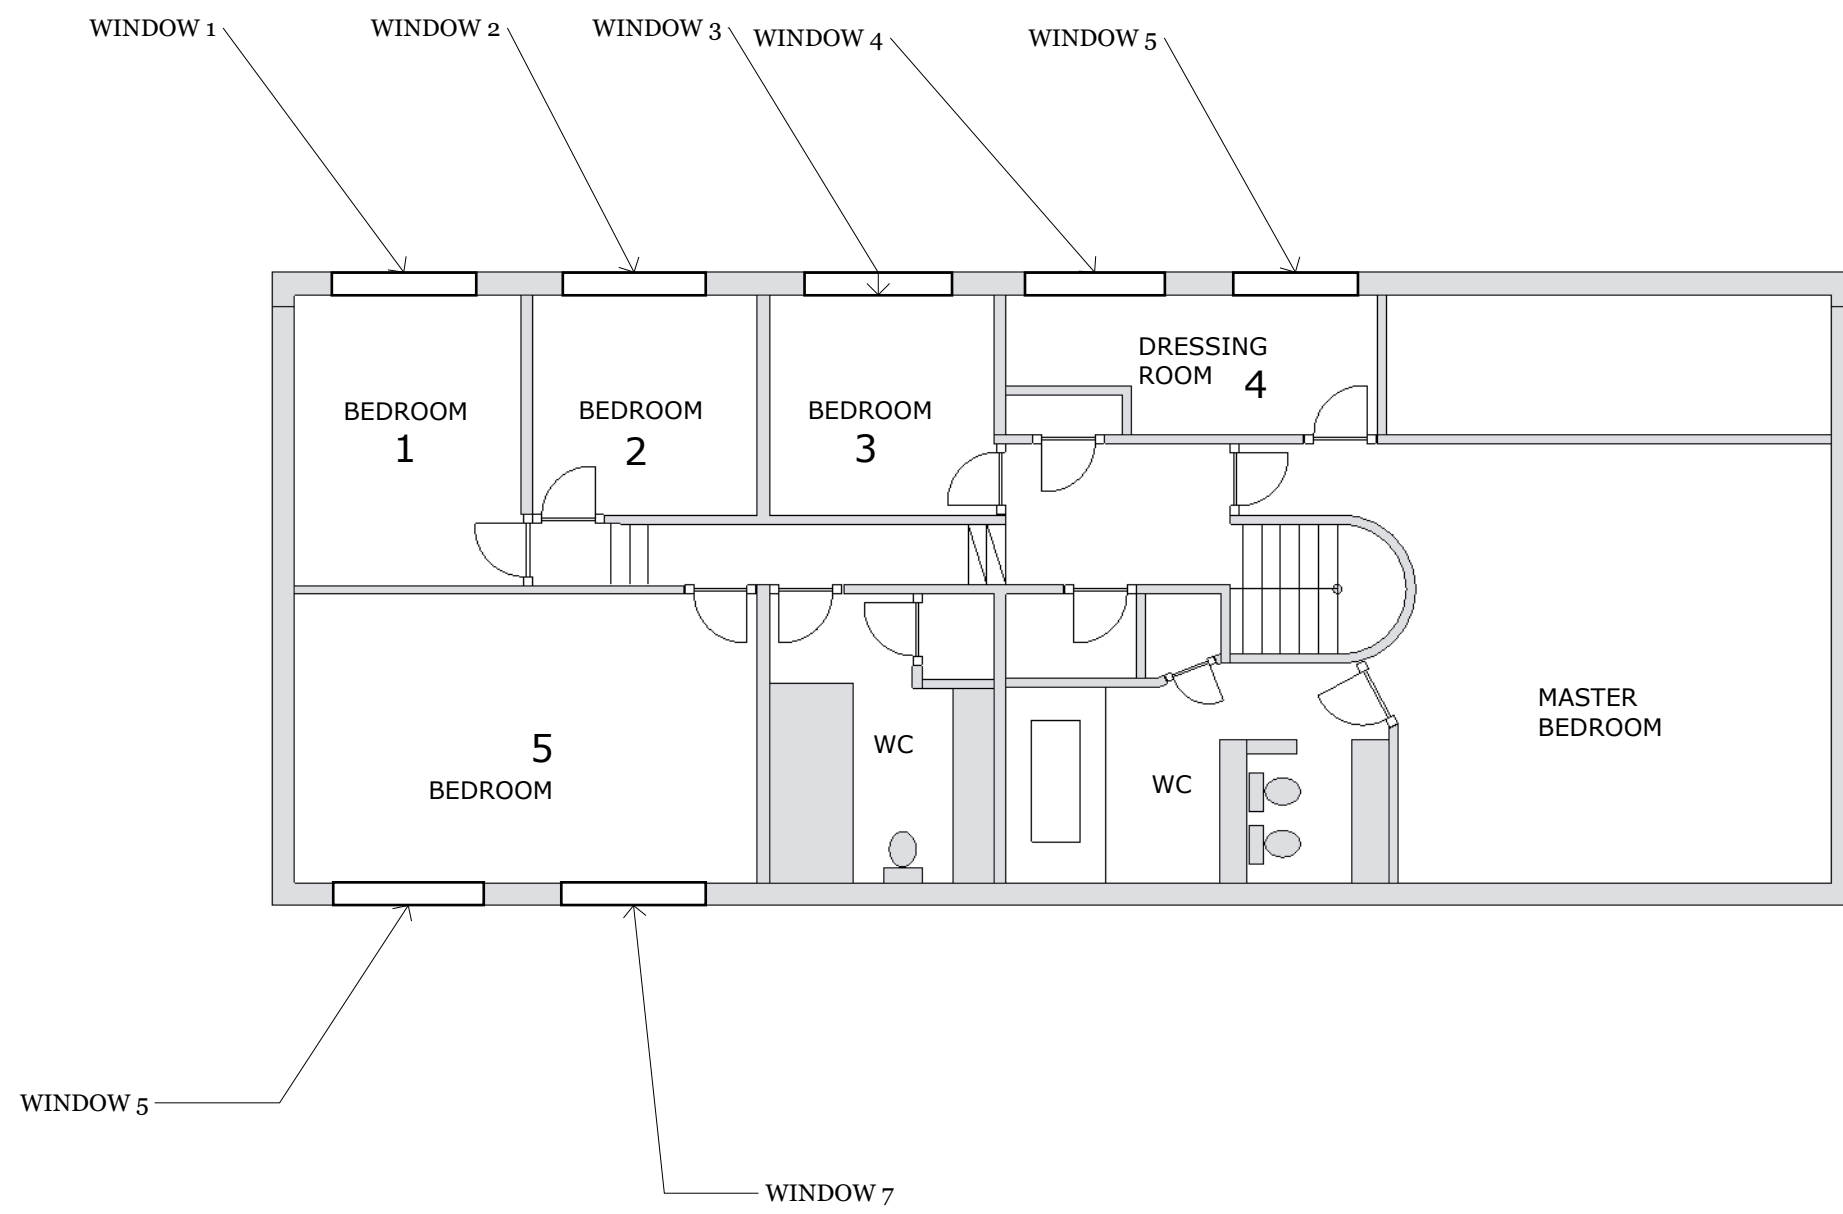 WINDOW 1
WINDOW 2
WINDOW 3
WINDOW 4
WINDOW 5
DRESSING
ROOM 4
BEDROOM
1
BEDROOM
2
BEDROOM
3
MASTER
BEDROOM
5
BEDROOM
WC
WC
WINDOW 5
WINDOW 7